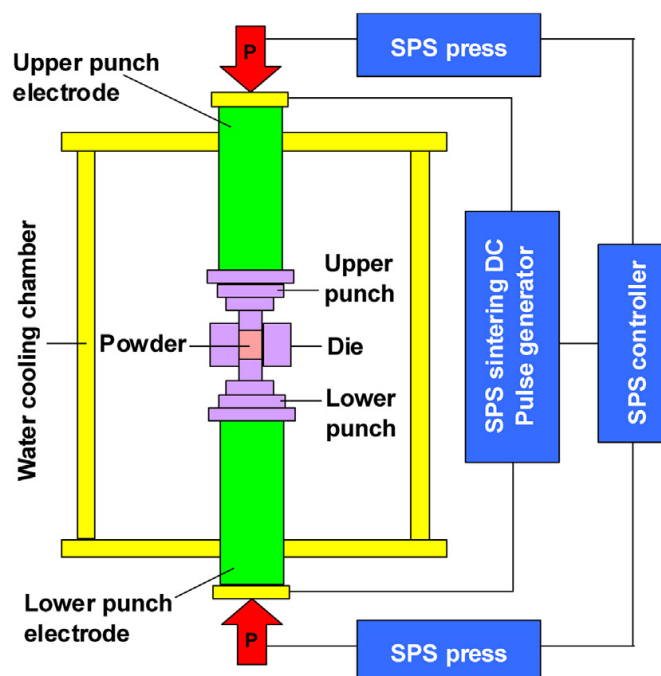 P
SPS press
Upper punch
electrode
Upper
punch
Powder
Die
Lower
punch
Water cooling chamber
SPS sintering DC
Pulse generator
SPS controller
Lower punch
electrode
P
SPS press